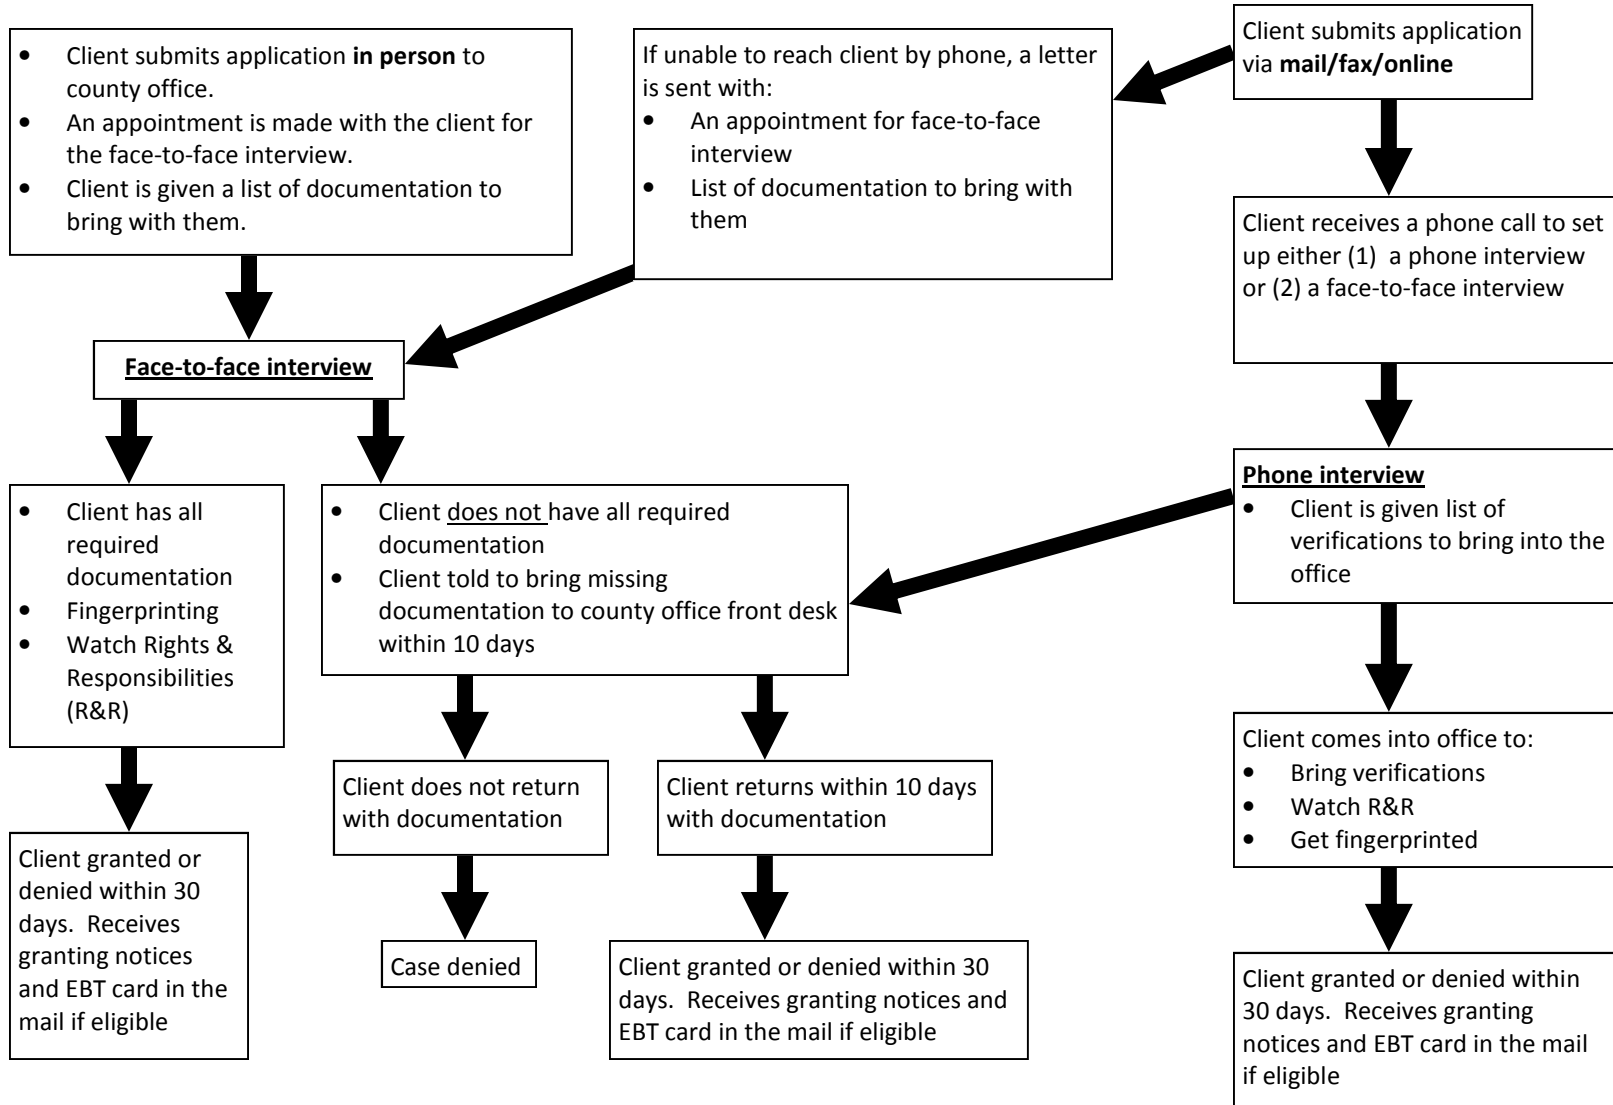 • Client submits application in person to
county office.
• An appointment is made with the client for
the face-to-face interview.
• Client is given a list of documentation to
bring with them.
If unable to reach client by phone, a letter
is sent with:
• An appointment for face-to-face
interview
• List of documentation to bring with
them
Client submits application
via mail/fax/online
Client receives a phone call to set
up either (1)  a phone interview
or (2) a face-to-face interview
Face-to-face interview
• Client has all
required
documentation
• Fingerprinting
• Watch Rights &
Responsibilities
(R&R)
• Client does not have all required
documentation
• Client told to bring missing
documentation to county office front desk
within 10 days
Phone interview
• Client is given list of
verifications to bring into the
office
Client does not return
with documentation
Client returns within 10 days
with documentation
Client comes into office to:
• Bring verifications
• Watch R&R
• Get fingerprinted
Client granted or
denied within 30
days.  Receives
granting notices
and EBT card in the
mail if eligible
Case denied
Client granted or denied within 30
days.  Receives granting notices and
EBT card in the mail if eligible
Client granted or denied within
30 days.  Receives granting
notices and EBT card in the mail
if eligible